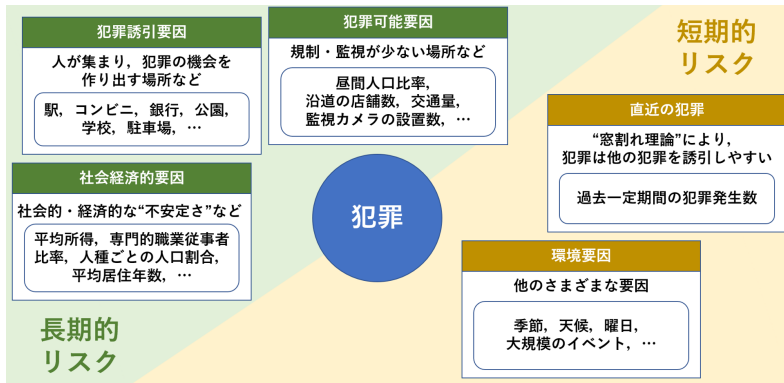 犯罪誘引要因
人が集まり，犯罪の機会を
作り出す場所など
駅，コンビニ，銀行，公園，
学校，駐車場，…
犯罪可能要因
規制・監視が少ない場所など
昼間人口比率，
沿道の店舗数，交通量，
監視カメラの設置数，…
短期的
リスク
直近の犯罪
“窓割れ理論”により，
犯罪は他の犯罪を誘引しやすい
過去一定期間の犯罪発生数
社会経済的要因
社会的・経済的な“不安定さ”など
平均所得，専門的職業従事者
比率，人種ごとの人口割合，
平均居住年数，…
犯罪
環境要因
他のさまざまな要因
季節，天候，曜日，
大規模のイベント，…
長期的
リスク